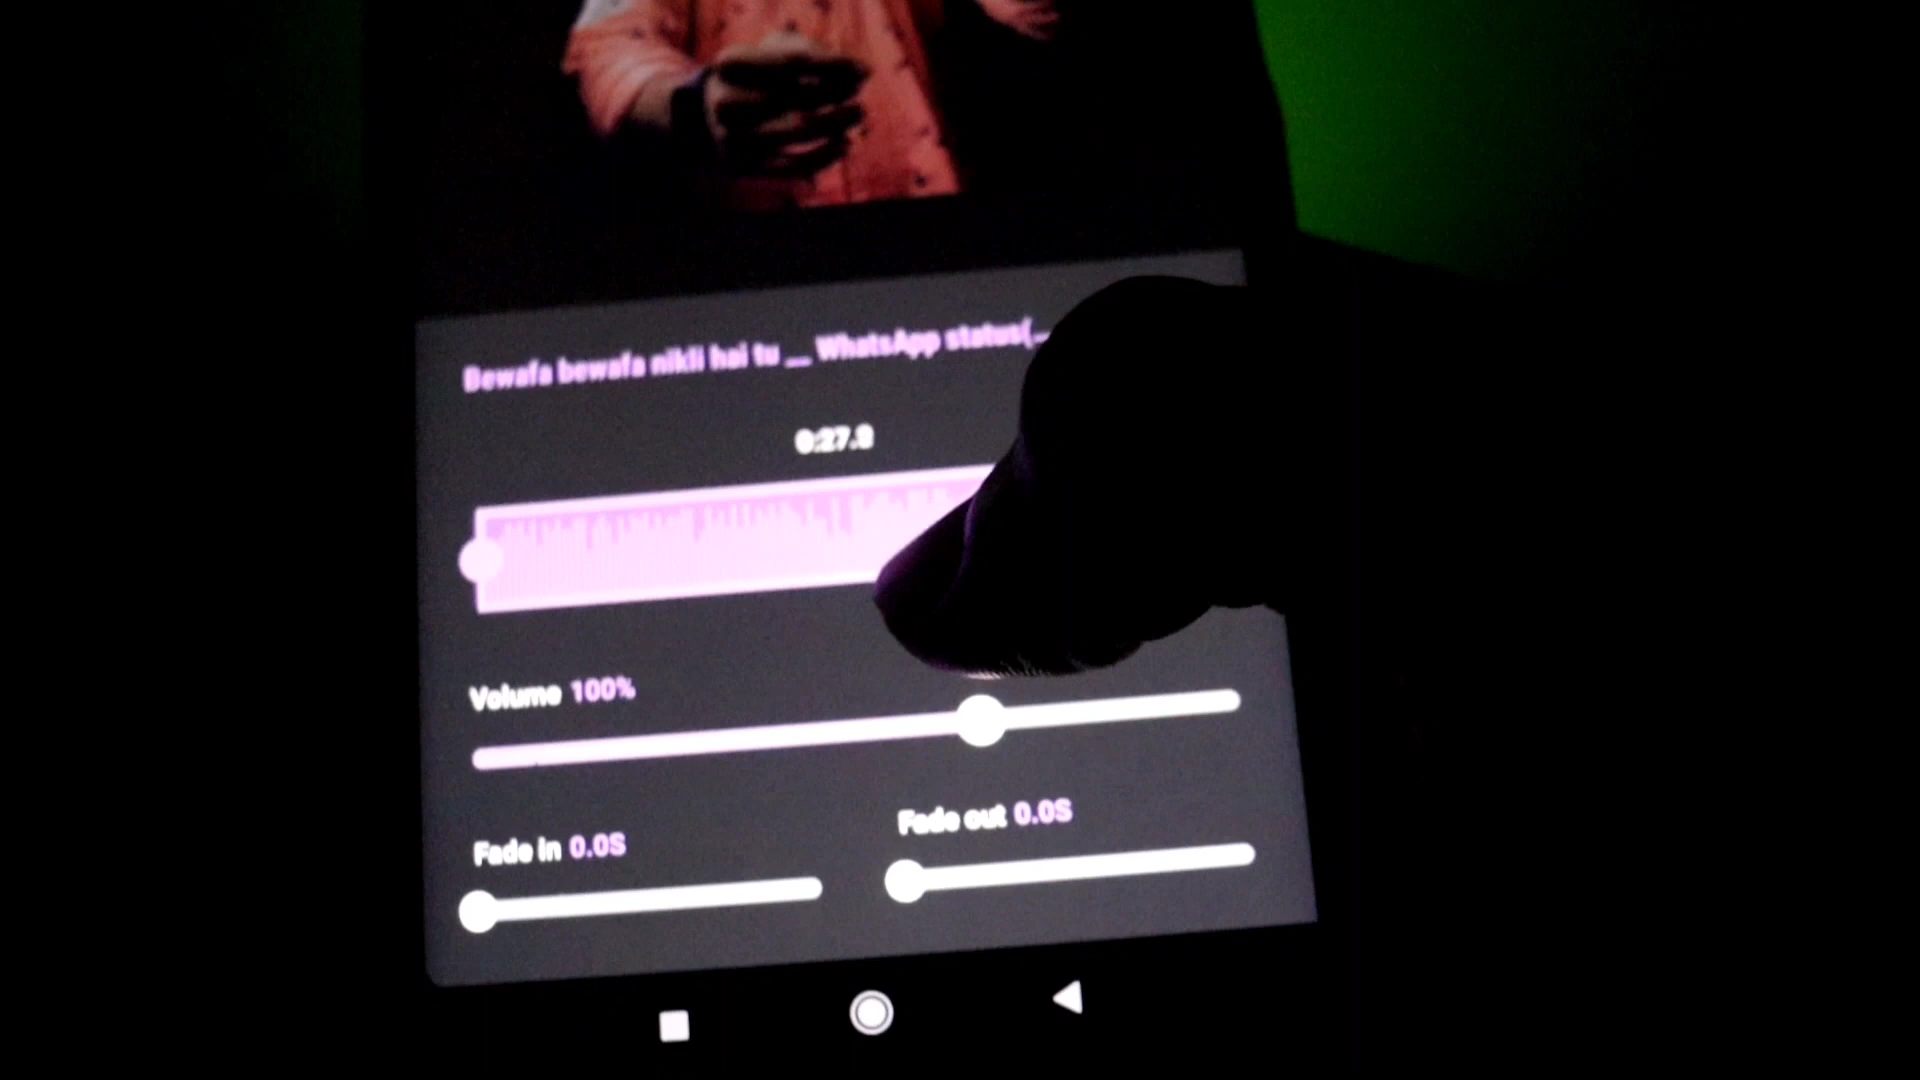 Bewafa bewafa nikli hai tu __ WhatsApp status(...
0:27.8
Volume 100%
Fade in 0.0S
Fade out 0.0S